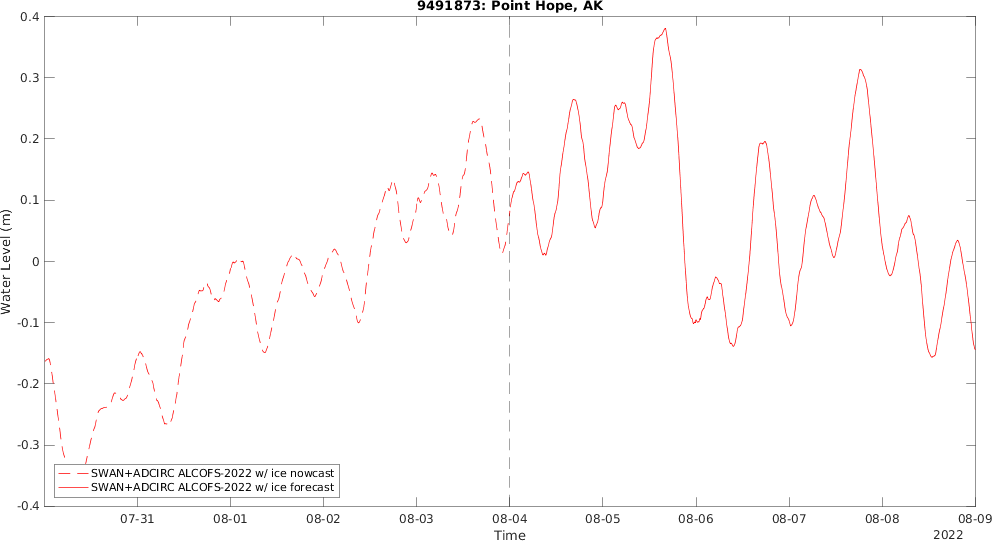 9491873: Point Hope, AK
0.4
0.3
0.2
0.1
0
-0.1
-0.2
-0.3
-0.4
Water Level (m)
SWAN+ADCIRC ALCOFS-2022 w/ ice nowcast
SWAN+ADCIRC ALCOFS-2022 w/ ice forecast
07-31 08-01 08-02 08-03 08-04 08-05 08-06 08-07 08-08 08-09
Time
2022